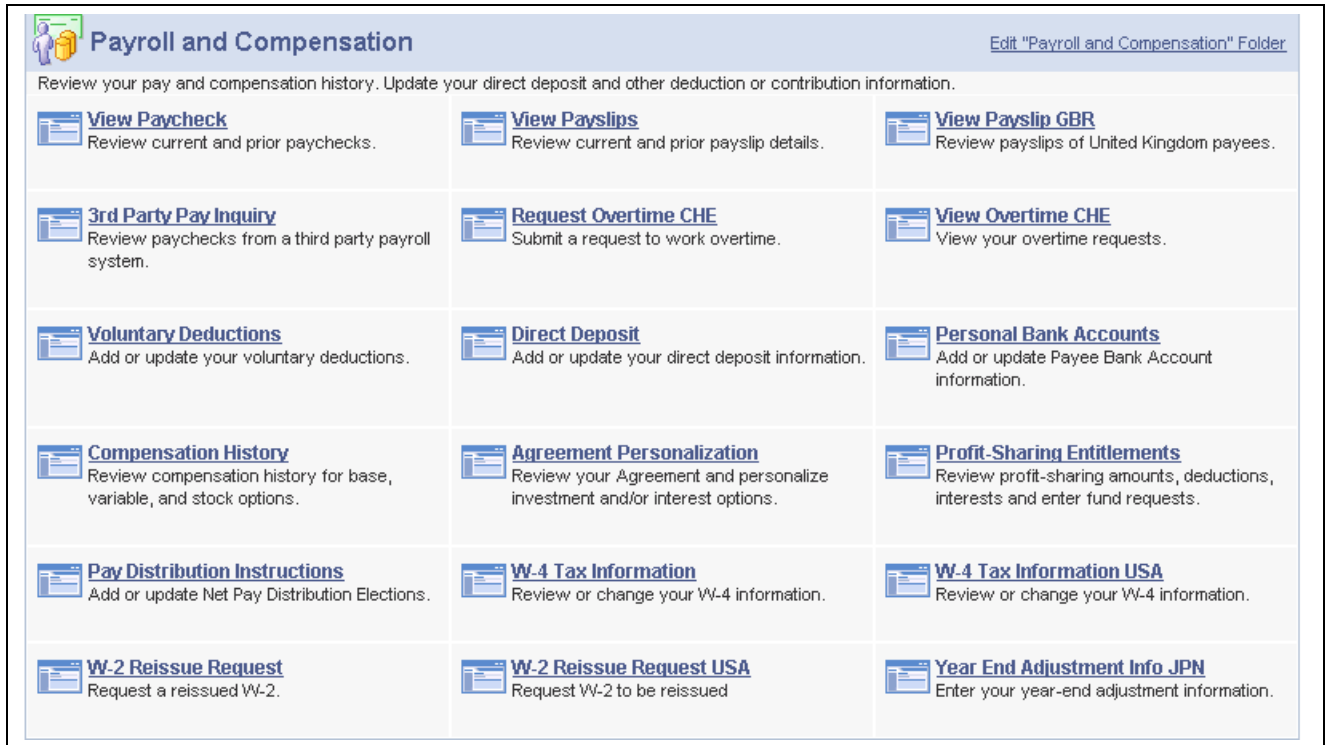 Payroll and Compensation
Edit "Payroll and Compensation" Folder
Review your pay and compensation history. Update your direct deposit and other deduction or contribution information.
View Paycheck
Review current and prior paychecks.
View Payslips
Review current and prior payslip details.
View Payslip GBR
Review payslips of United Kingdom payees.
3rd Party Pay Inquiry
Review paychecks from a third party payroll
system.
Request Overtime CHE
Submit a request to work overtime.
View Overtime CHE
View your overtime requests.
Voluntary Deductions
Add or update your voluntary deductions.
Direct Deposit
Add or update your direct deposit information.
Personal Bank Accounts
Add or update Payee Bank Account
information.
Compensation History
Review compensation history for base,
variable, and stock options.
Agreement Personalization
Review your Agreement and personalize
investment and/or interest options.
Profit-Sharing Entitlements
Review profit-sharing amounts, deductions,
interests and enter fund requests.
Pay Distribution Instructions
Add or update Net Pay Distribution Elections.
W-4 Tax Information
Review or change your W-4 information.
W-4 Tax Information USA
Review or change your W-4 information.
W-2 Reissue Request
Request a reissued W-2.
W-2 Reissue Request USA
Request W-2 to be reissued
Year End Adjustment Info JPN
Enter your year-end adjustment information.